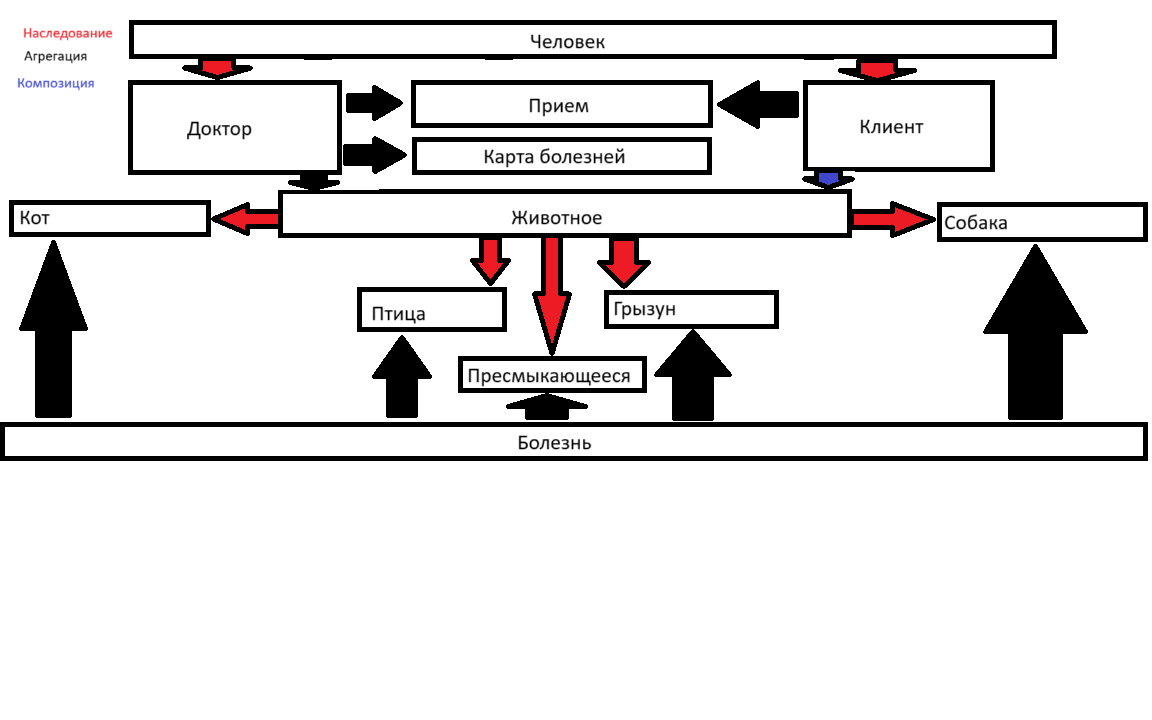 Наследование
Агрегация
Композиция
Человек
Доктор
Прием
Клиент
Карта болезней
Кот
Животное
Собака
Птица
Грызун
Пресмыкающееся
Болезнь